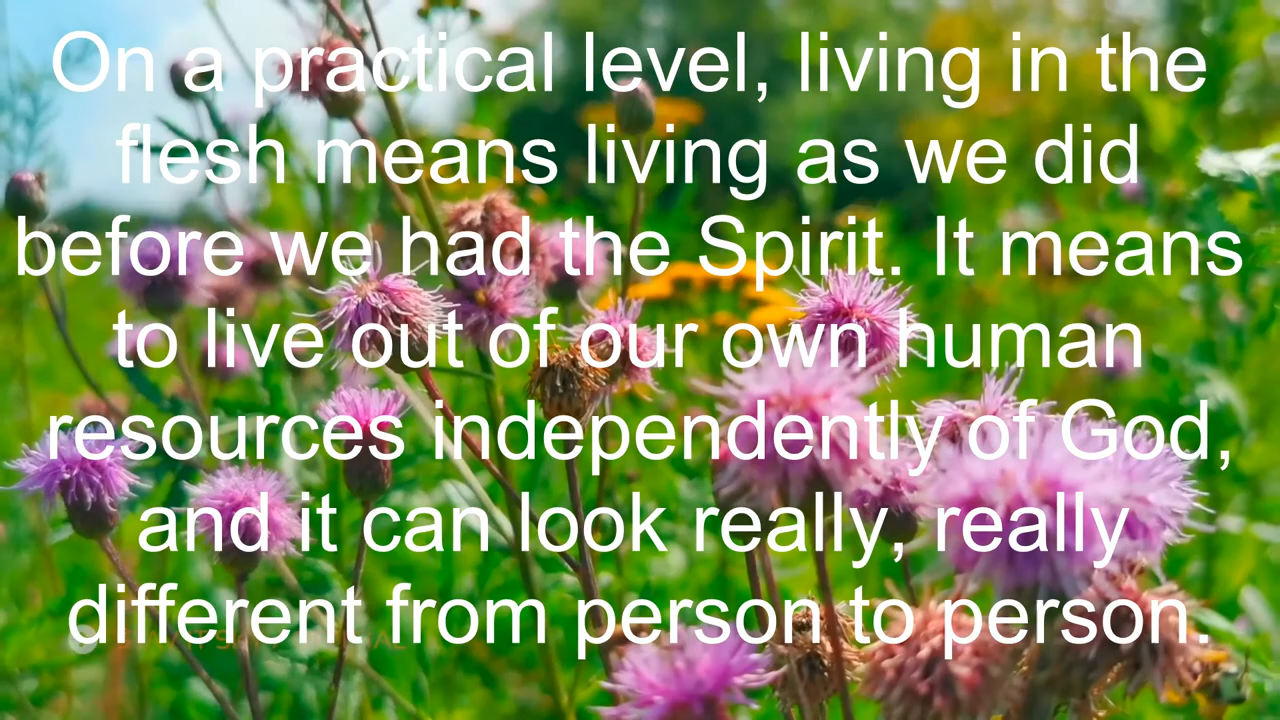 On a practical level, living in the
flesh means living as we did
before we had the Spirit. It means
to live out of our own human
resources independently of God,
and it can look really, really
different from person to person.